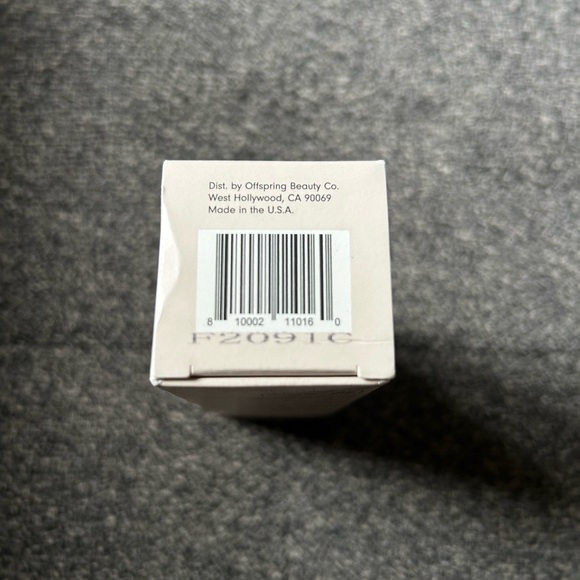 Dist. by Offspring Beauty Co.
West Hollywood, CA 90069
Made in the U.S.A.
8 10002 11016 0
F2091C